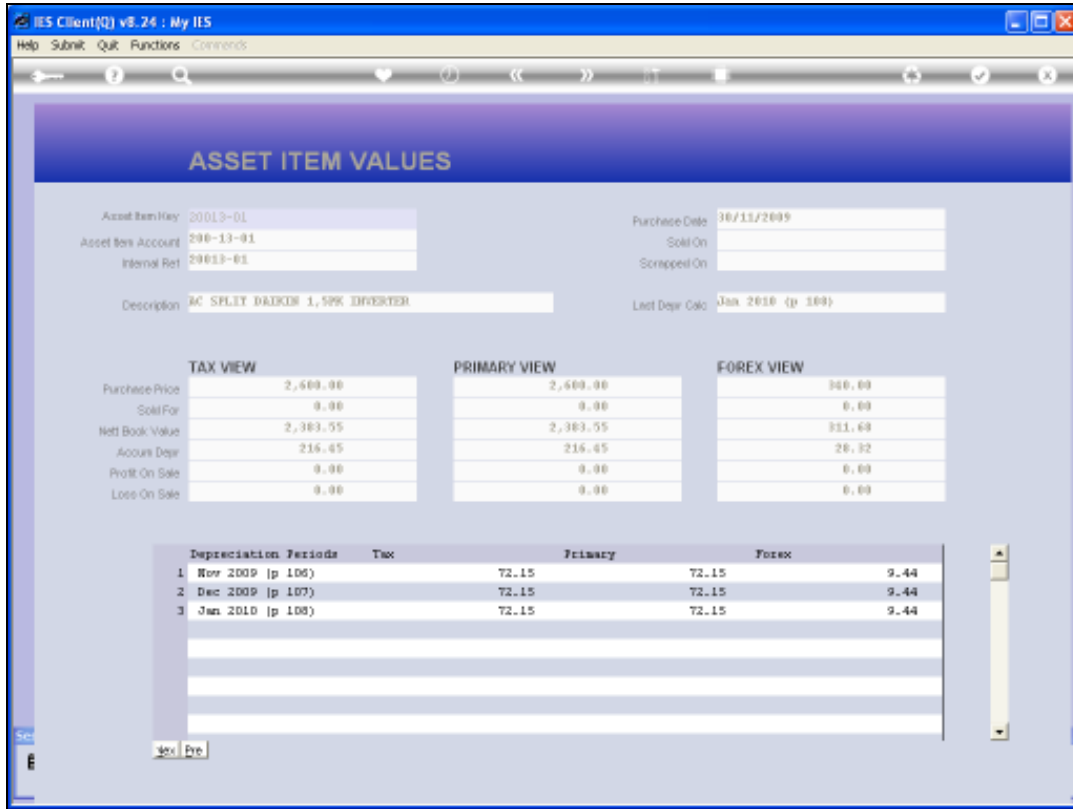 IES Client(Q) v8.24 : My IES
Help Submit Quit Functions Commends
ASSET ITEM VALUES
Asset Item Key 20013-01
Purchase Date 30/11/2009
Asset Item Account 200-13-01
Sold On
Internal Ref 20013-01
Scrapped On
Description AC SPLIT DAIKIN 1,5PK INVERTER
Last Depr Calc Jan 2010 (p 108)
TAX VIEW PRIMARY VIEW FOREX VIEW
Purchase Price 2,600.00 2,600.00 340.00
Sold For 0.00 0.00 0.00
Nett Book Value 2,383.55 2,383.55 311.68
Accum Depr 216.45 216.45 28.32
Profit On Sale 0.00 0.00 0.00
Loss On Sale 0.00 0.00 0.00
Depreciation Periods Tax Primary Forex
1 Nov 2009 (p 106) 72.15 72.15 9.44
2 Dec 2009 (p 107) 72.15 72.15 9.44
3 Jan 2010 (p 108) 72.15 72.15 9.44
Nex Pre